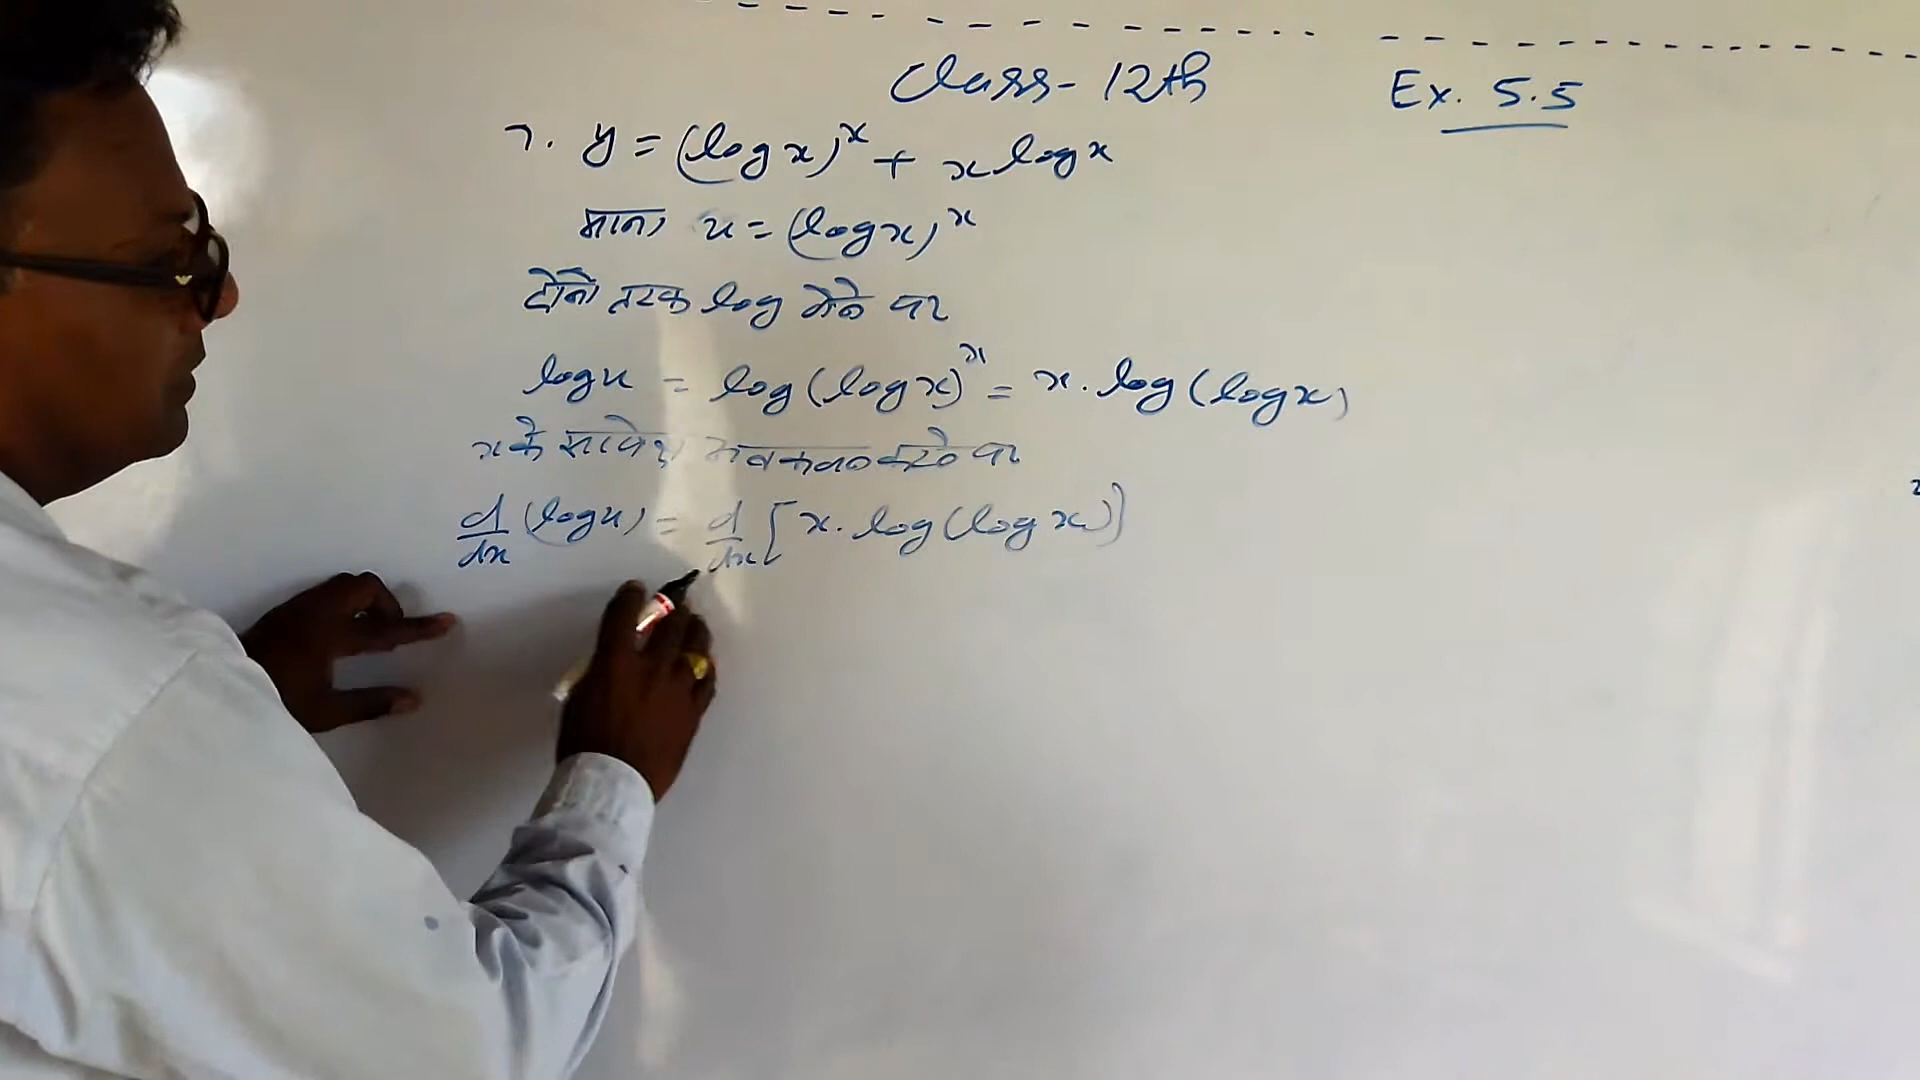 Class- 12th
Ex. 5.5
7. y = (log x)^x + x^log x
माना u = (log x)^x
दोनों तरफ log लेने पर
log u = log(log x)^x = x. log(log x)
x के सापेक्ष अवकलन करने पर
d/dx (log u) = d/dx [x. log(log x)]